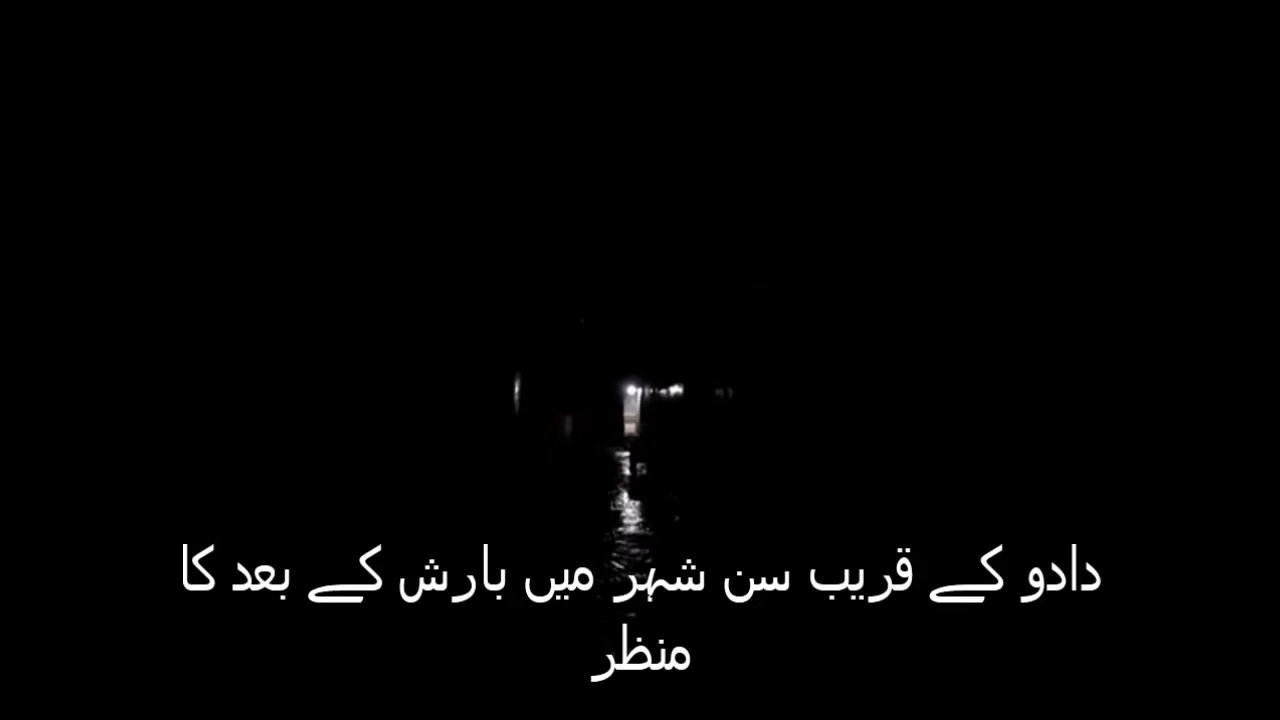 دادو کے قریب سن شہر میں بارش کے بعد کا
منظر